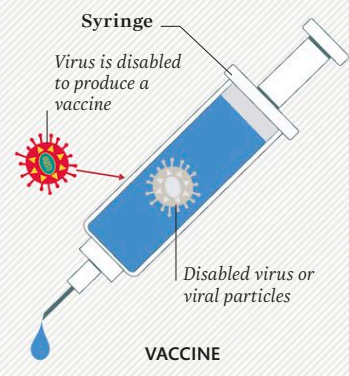 Syringe
Virus is disabled
to produce a
vaccine
Disabled virus or
viral particles
VACCINE